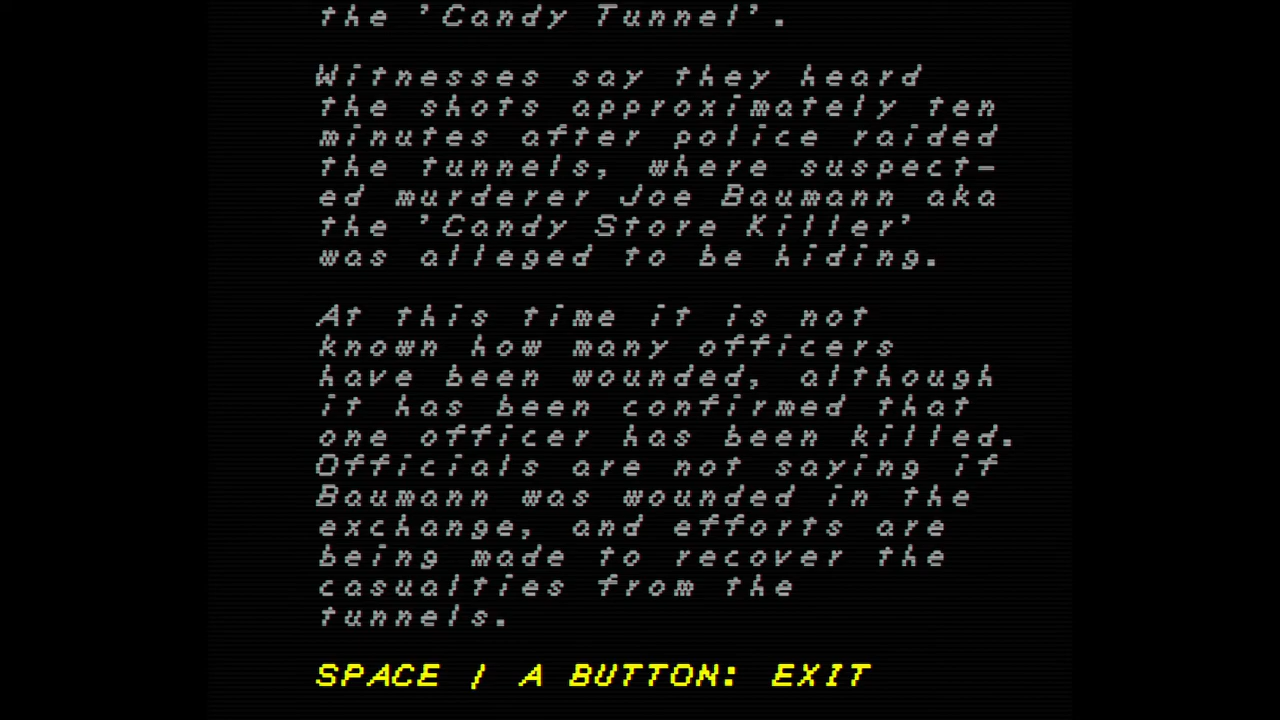 the 'Candy Tunnel'.
Witnesses say they heard
the shots approximately ten
minutes after police raided
the tunnels, where suspect-
ed murderer Joe Baumann aka
the 'Candy Store Killer'
was alleged to be hiding.
At this time it is not
known how many officers
have been wounded, although
it has been confirmed that
one officer has been killed.
Officials are not saying if
Baumann was wounded in the
exchange, and efforts are
being made to recover the
casualties from the
tunnels.
SPACE / A BUTTON: EXIT